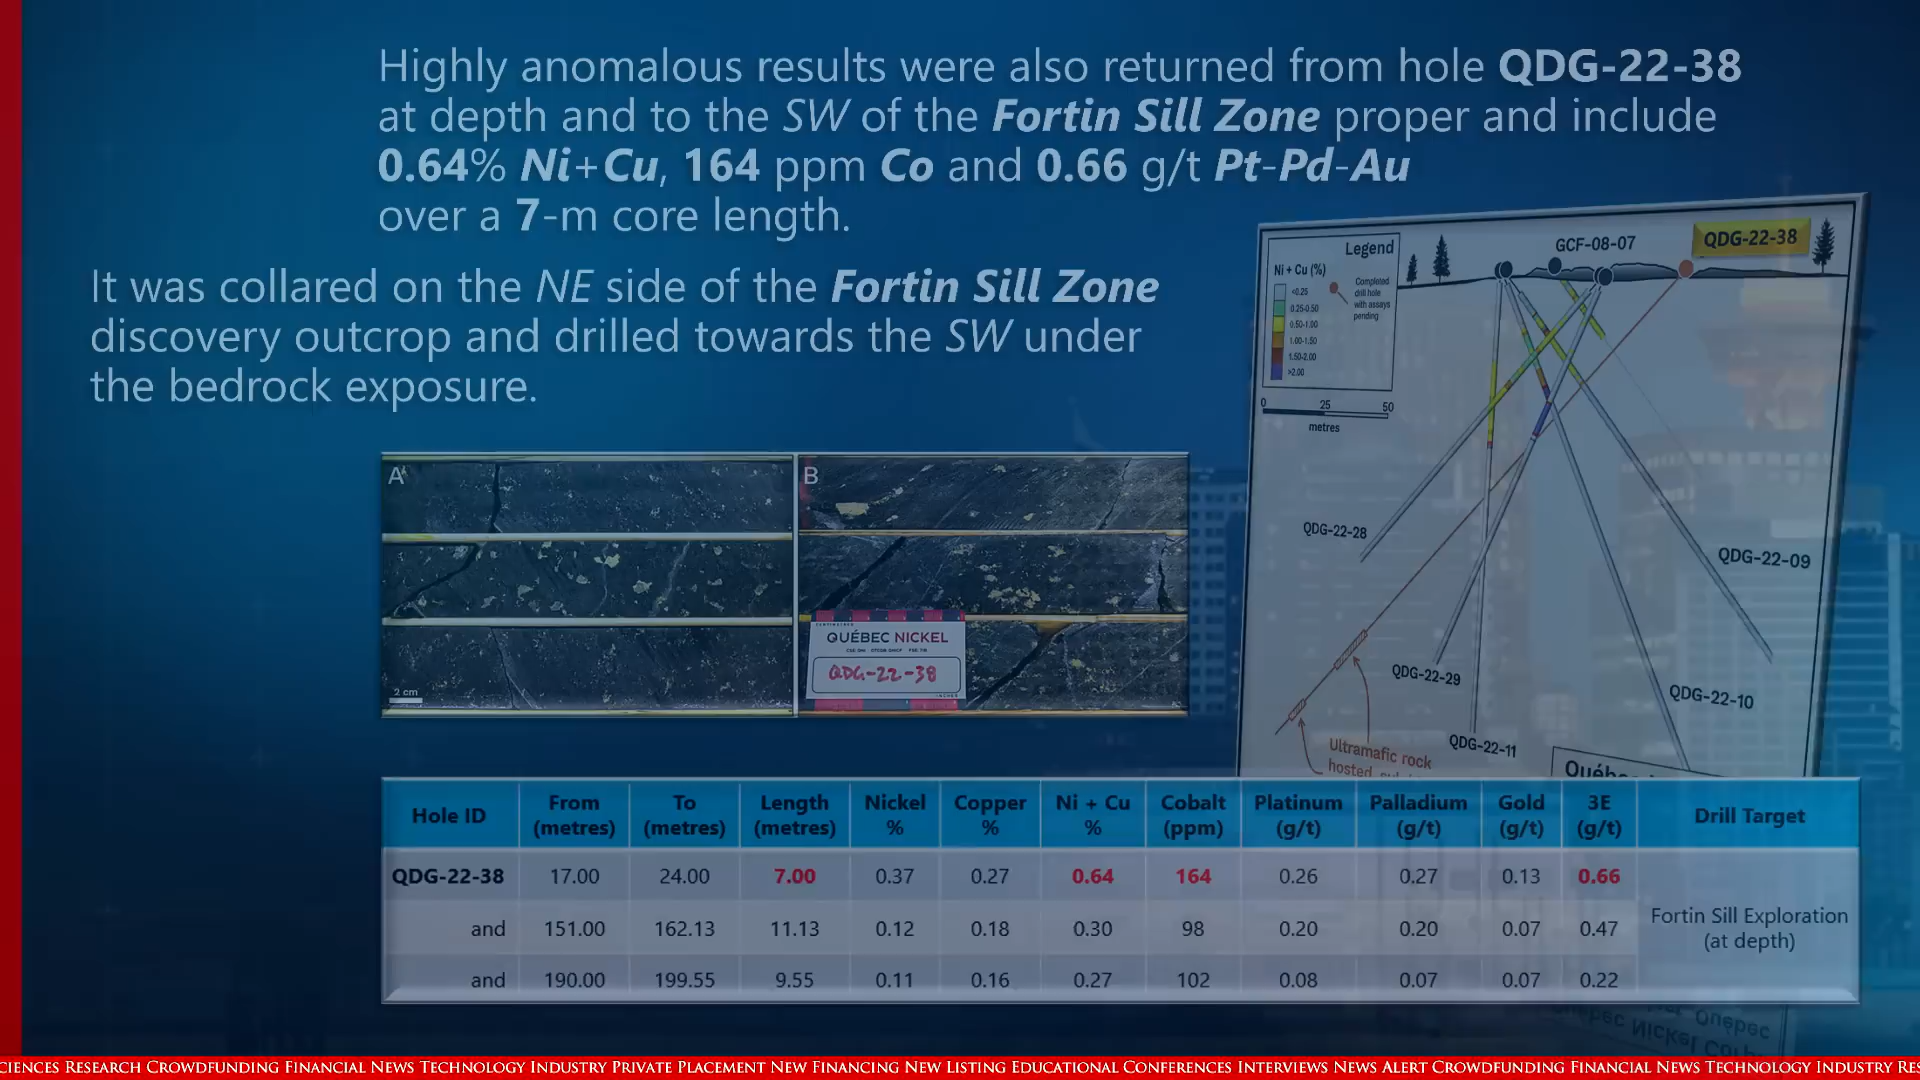 Highly anomalous results were also returned from hole QDG-22-38
at depth and to the SW of the Fortin Sill Zone proper and include
0.64% Ni+Cu, 164 ppm Co and 0.66 g/t Pt-Pd-Au
over a 7-m core length.
It was collared on the NE side of the Fortin Sill Zone
discovery outcrop and drilled towards the SW under
the bedrock exposure.
Legend
Ni + Cu (%)
<0.25
0.25-0.50
0.50-1.00
1.00-1.50
1.50-2.00
>2.00
Completed
drill hole
with assays
pending
0 25 50
metres
GCF-08-07
QDG-22-38
QDG-22-28
QDG-22-09
QDG-22-29
QDG-22-10
QDG-22-11
Ultramafic rock
hosted
A
B
2 cm
QUÉBEC NICKEL
QDG-22-38
Hole ID From (metres) To (metres) Length (metres) Nickel % Copper % Ni + Cu % Cobalt (ppm) Platinum (g/t) Palladium (g/t) Gold (g/t) 3E (g/t) Drill Target
QDG-22-38 17.00 24.00 7.00 0.37 0.27 0.64 164 0.26 0.27 0.13 0.66
and 151.00 162.13 11.13 0.12 0.18 0.30 98 0.20 0.20 0.07 0.47
Fortin Sill Exploration
(at depth)
and 190.00 199.55 9.55 0.11 0.16 0.27 102 0.08 0.07 0.07 0.22
CIENCES RESEARCH CROWDFUNDING FINANCIAL NEWS TECHNOLOGY INDUSTRY PRIVATE PLACEMENT NEW FINANCING NEW LISTING EDUCATIONAL CONFERENCES INTERVIEWS NEWS ALERT CROWDFUNDING FINANCIAL NEWS TECHNOLOGY INDUSTRY RES